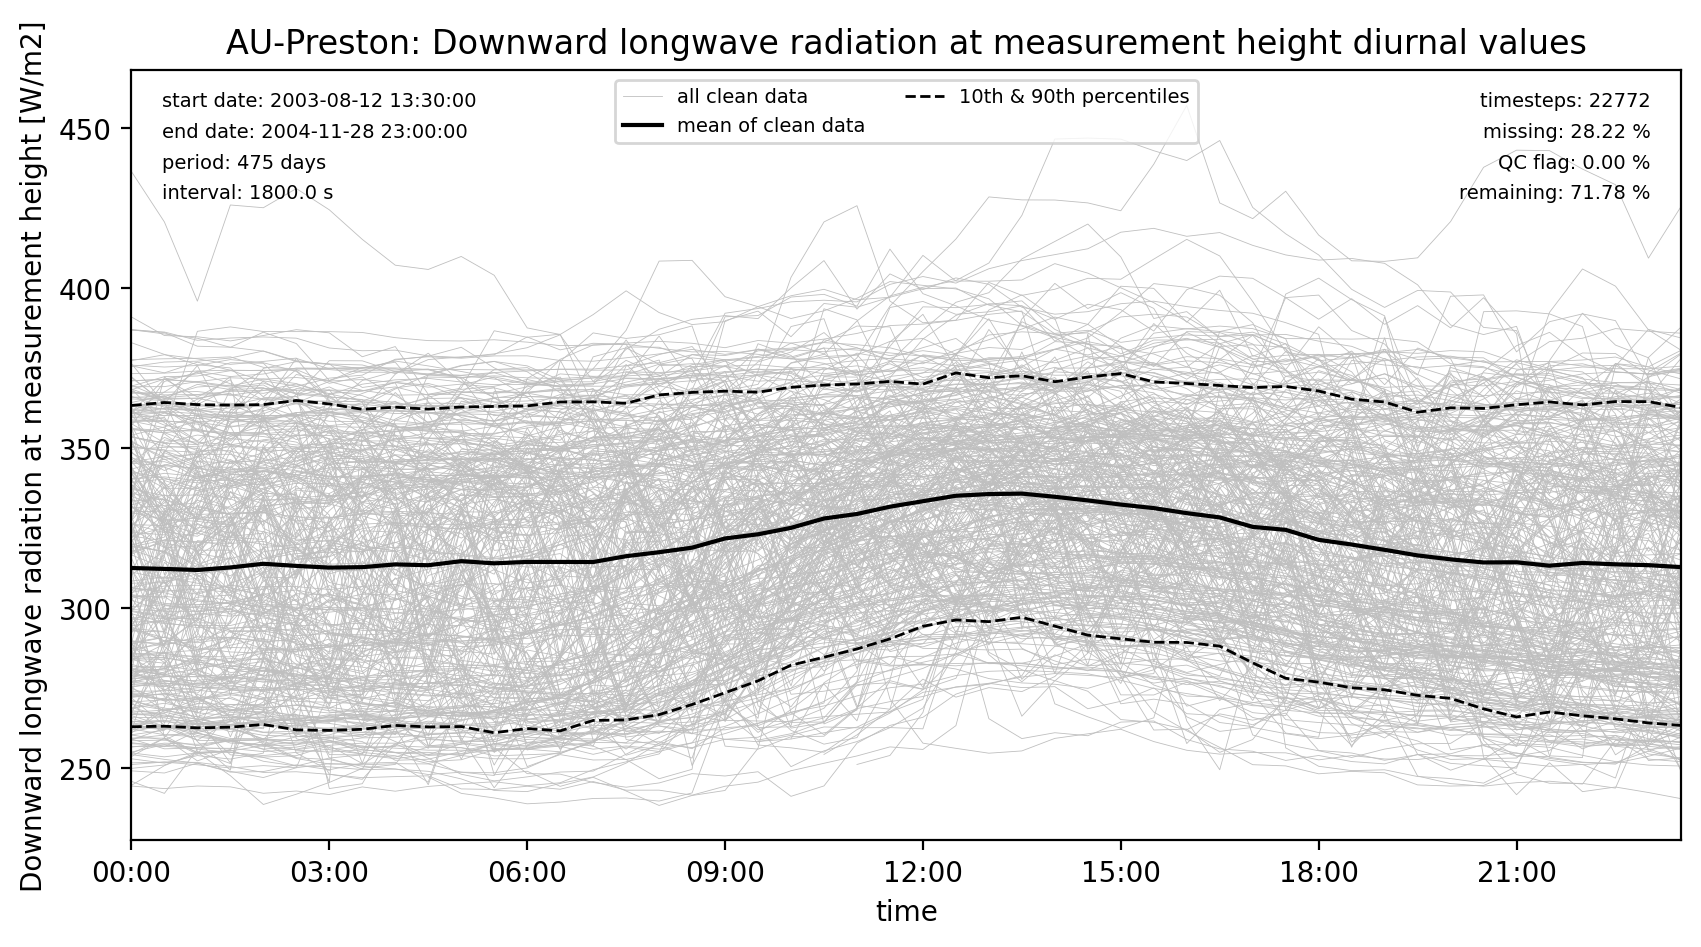 AU-Preston: Downward longwave radiation at measurement height diurnal values
Downward longwave radiation at measurement height [W/m2]
start date: 2003-08-12 13:30:00
end date: 2004-11-28 23:00:00
period: 475 days
interval: 1800.0 s
all clean data
mean of clean data
10th & 90th percentiles
timesteps: 22772
missing: 28.22 %
QC flag: 0.00 %
remaining: 71.78 %
450
400
350
300
250
00:00 03:00 06:00 09:00 12:00 15:00 18:00 21:00
time